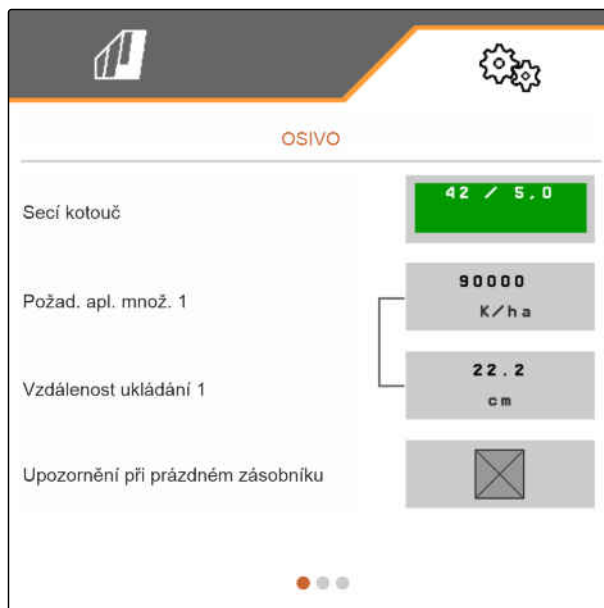 OSIVO
Secí kotouč
42 / 5,0
Požad. apl. množ. 1
90000
K/ha
Vzdálenost ukládání 1
22.2
cm
Upozornění při prázdném zásobníku